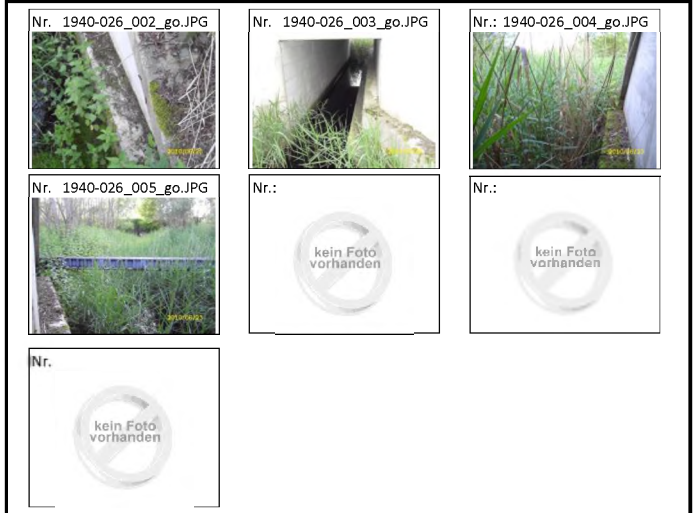 Nr. 1940-026_002_go.JPG
Nr. 1940-026_003_go.JPG
Nr.: 1940-026_004_go.JPG
Nr. 1940-026_005_go.JPG
Nr.:
kein Foto
vorhanden
Nr.:
kein Foto
vorhanden
Nr.
kein Foto
vorhanden